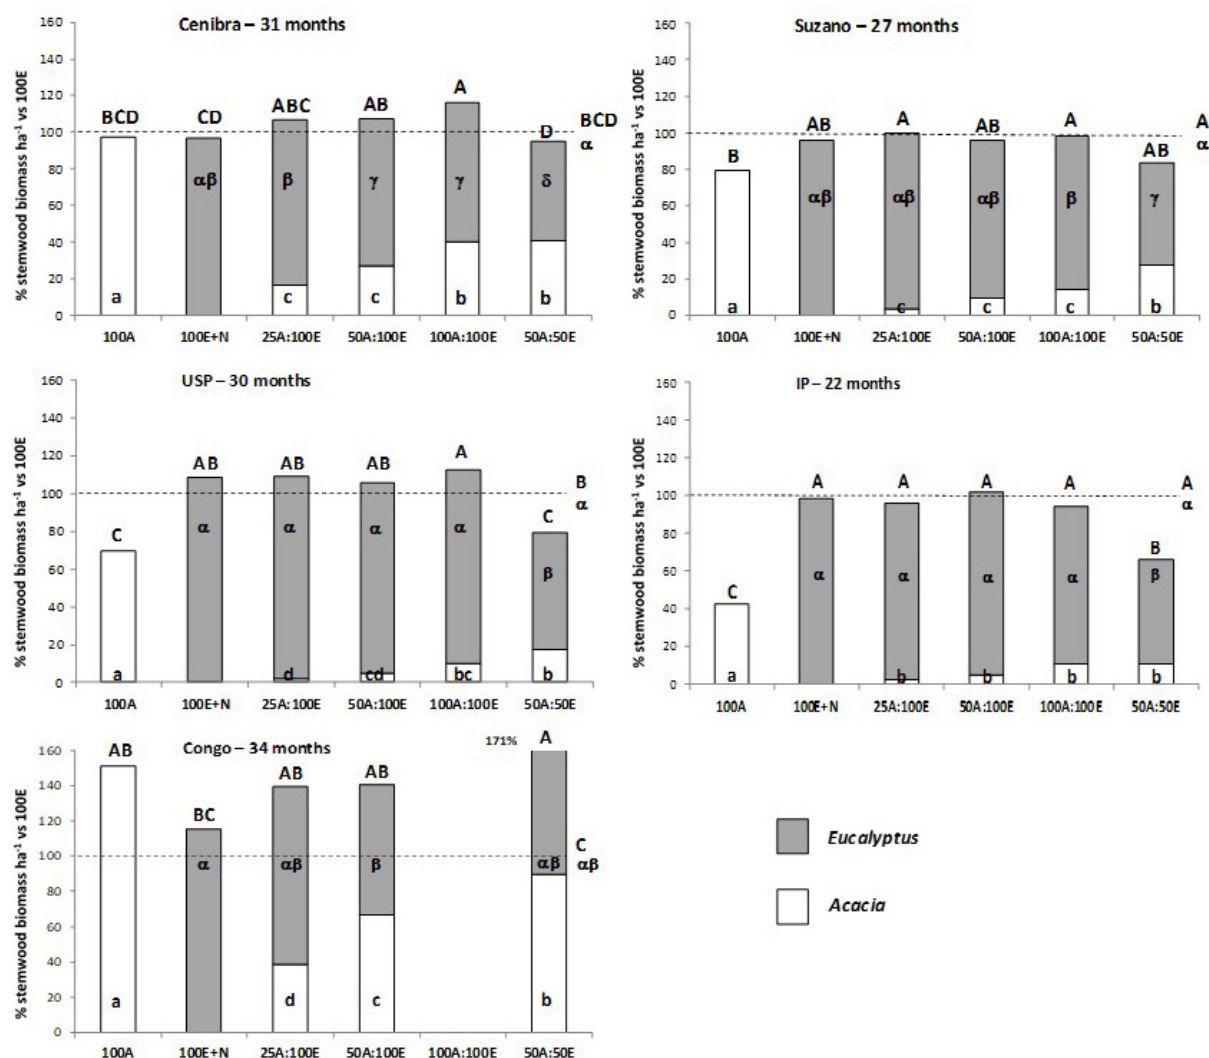 Cenibra – 31 months
% stemwood biomass ha-1 vs 100E
160
140
120
100
80
60
40
20
0
BCD CD ABC AB A D BCD
α
αβ β γ γ δ
a c c b b
100A 100E+N 25A:100E 50A:100E 100A:100E 50A:50E
Suzano – 27 months
% stemwood biomass ha-1 vs 100E
160
140
120
100
80
60
40
20
0
B AB A AB A AB A
α
αβ αβ αβ β γ
a c c c b
100A 100E+N 25A:100E 50A:100E 100A:100E 50A:50E
USP – 30 months
% stemwood biomass ha-1 vs 100E
160
140
120
100
80
60
40
20
0
C AB AB AB A C B
α
α α α α β
a d cd bc b
100A 100E+N 25A:100E 50A:100E 100A:100E 50A:50E
IP – 22 months
% stemwood biomass ha-1 vs 100E
160
140
120
100
80
60
40
20
0
C A A A A B A
α
α α α α β
a b b b b
100A 100E+N 25A:100E 50A:100E 100A:100E 50A:50E
Congo – 34 months
% stemwood biomass ha-1 vs 100E
160
140
120
100
80
60
40
20
0
171%
AB BC AB AB A C
αβ
α αβ β αβ
a d c b
100A 100E+N 25A:100E 50A:100E 100A:100E 50A:50E
Eucalyptus
Acacia